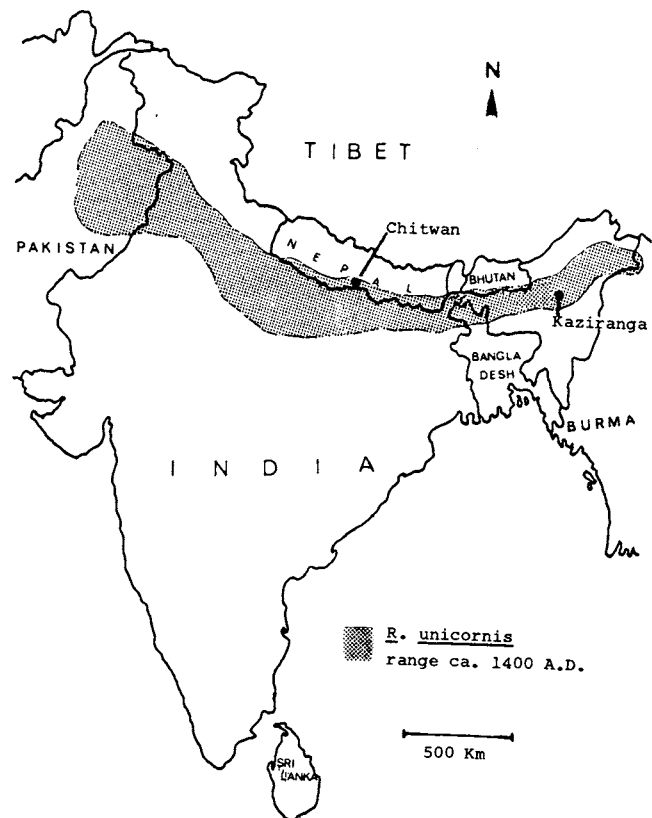 N
TIBET
Chitwan
PAKISTAN
NEPAL
BHUTAN
Kaziranga
BANGLA
DESH
BURMA
INDIA
R. unicornis
range ca. 1400 A.D.
500 Km
SRI
LANKA